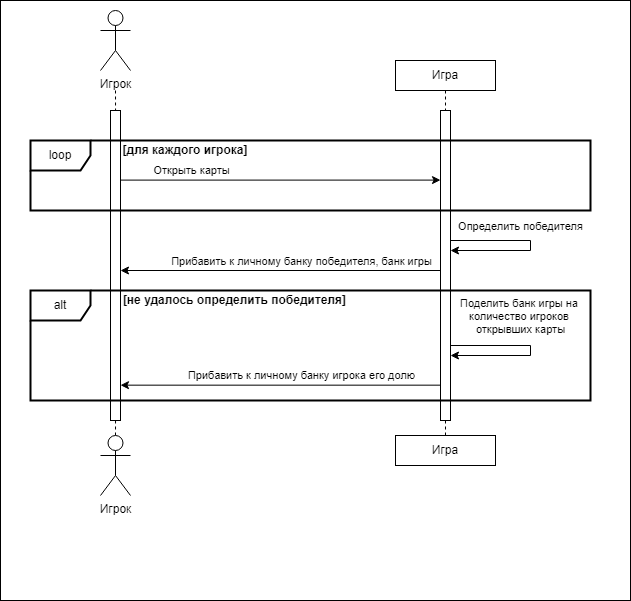 Игрок
Игра
loop
[для каждого игрока]
Открыть карты
Определить победителя
Прибавить к личному банку победителя, банк игры
alt
[не удалось определить победителя]
Поделить банк игры на
количество игроков
открывших карты
Прибавить к личному банку игрока его долю
Игра
Игрок